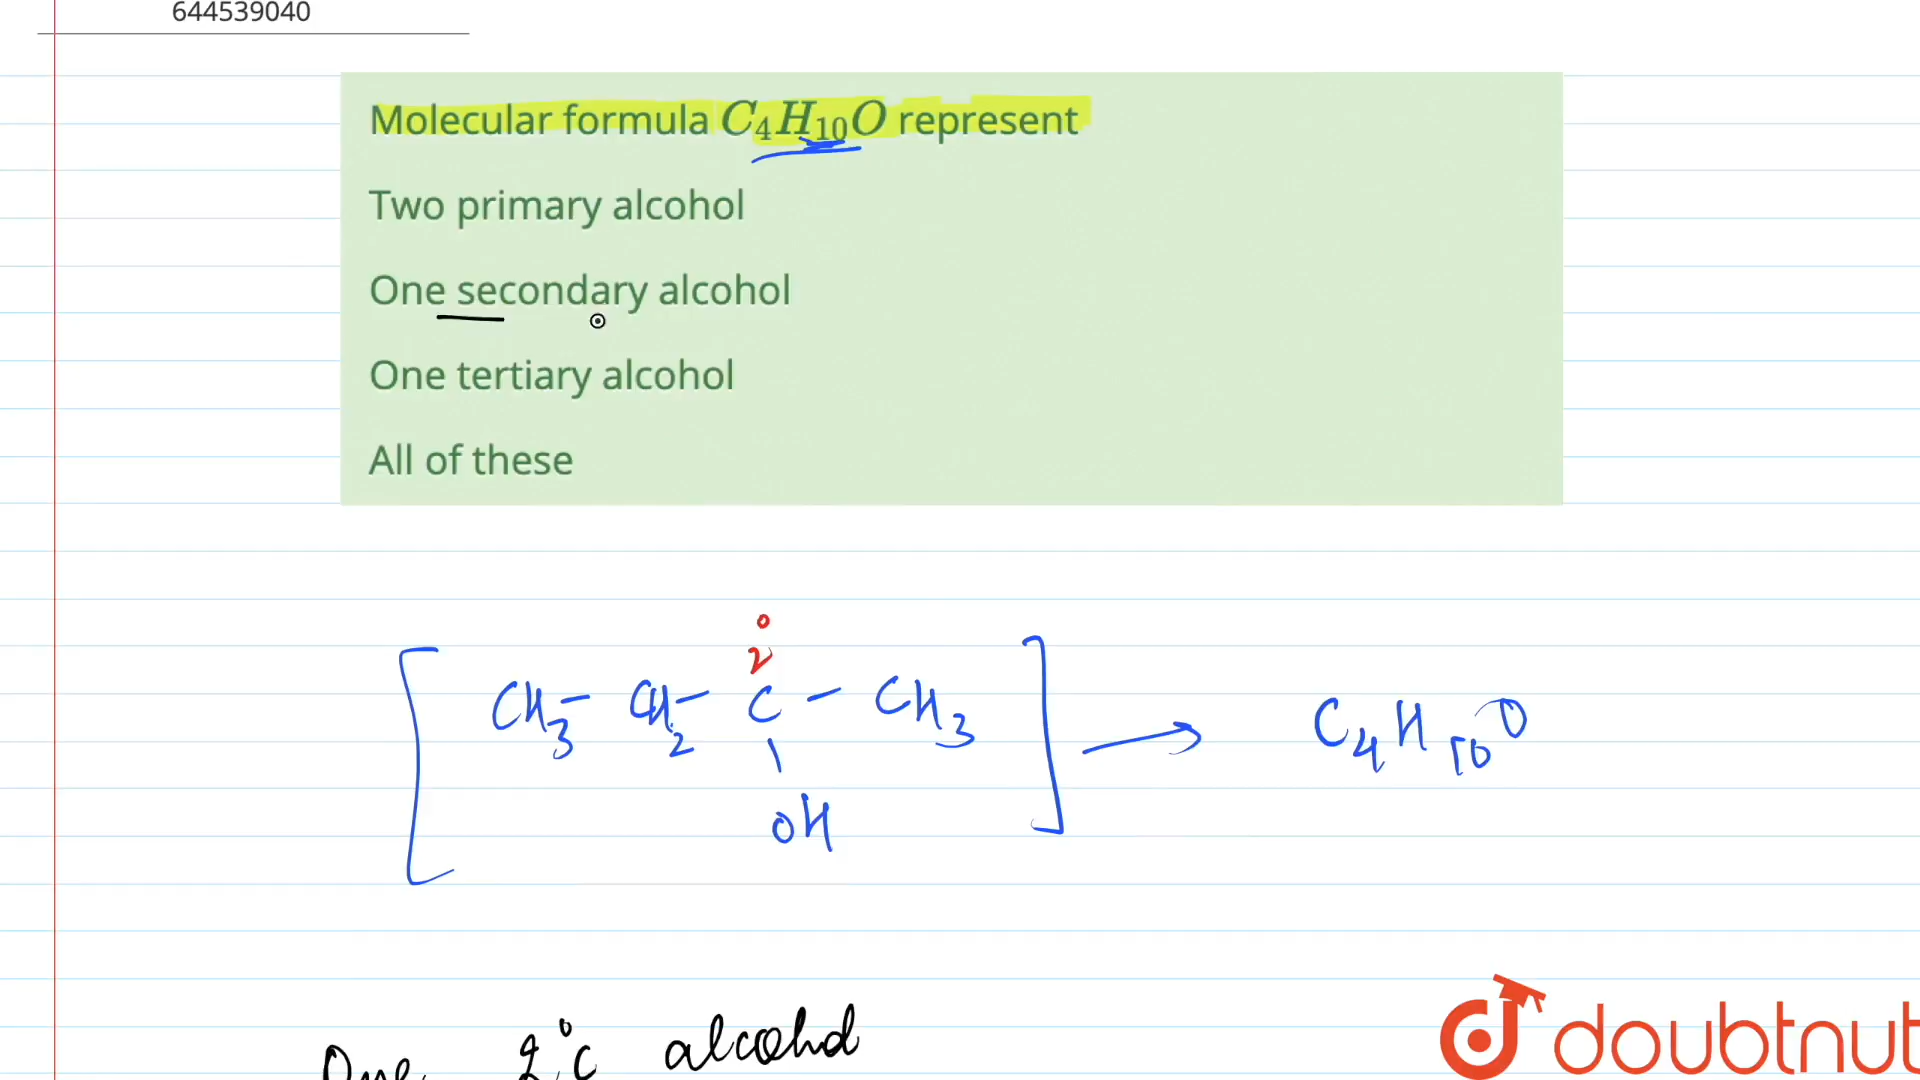 644539040
Molecular formula C₄H₁₀O represent
Two primary alcohol
One secondary alcohol
One tertiary alcohol
All of these
2°
CH₃ — CH₂ — C — CH₃ → C₄H₁₀O
OH
One 2°C alcohol
doubtnut